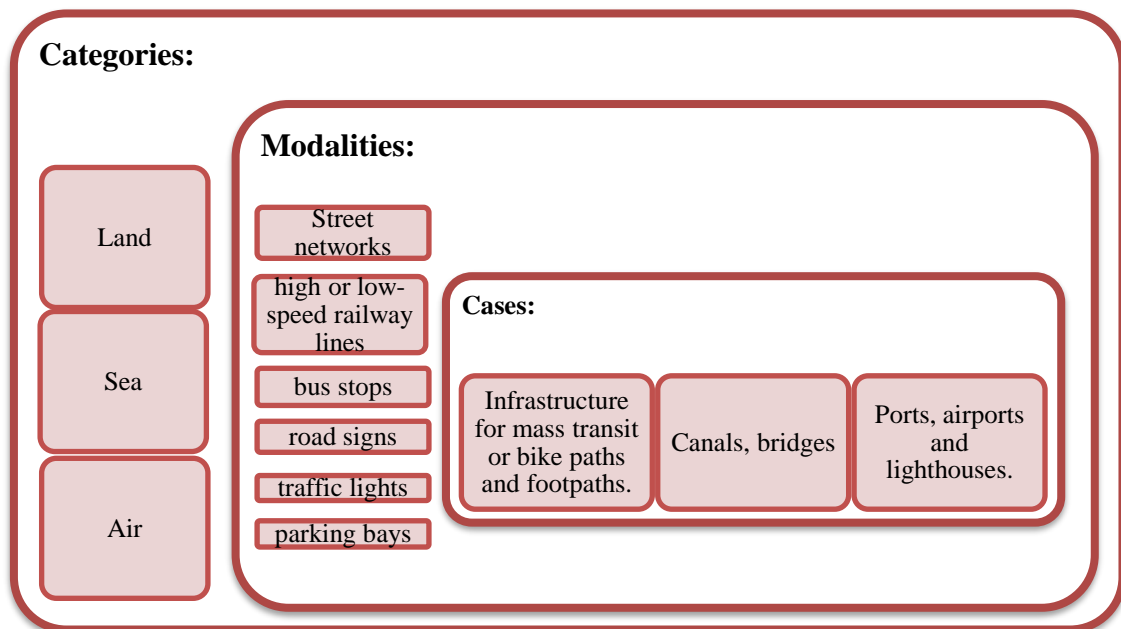 Categories:
Land
Sea
Air
Modalities:
Street
networks
high or low-
speed railway
lines
bus stops
road signs
traffic lights
parking bays
Cases:
Infrastructure
for mass transit
or bike paths
and footpaths.
Canals, bridges
Ports, airports
and
lighthouses.